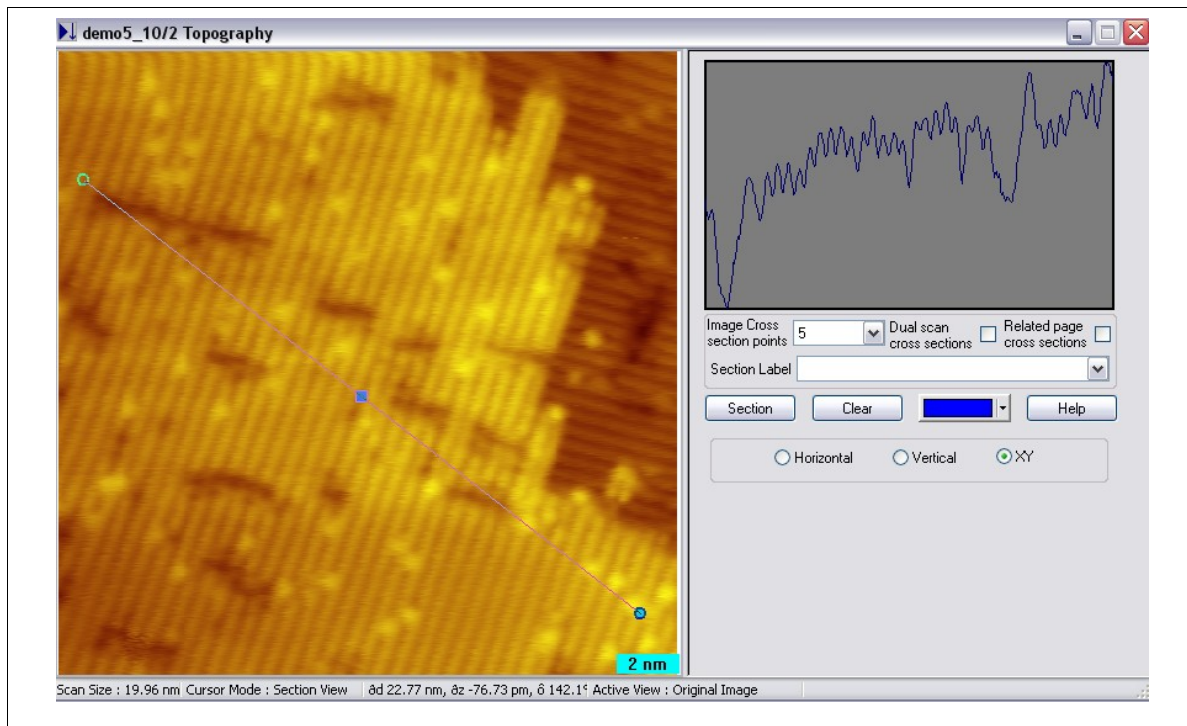 demo5_10/2 Topography
2 nm
Image Cross
section points
5
Dual scan
cross sections
Related page
cross sections
Section Label
Section
Clear
Help
Horizontal
Vertical
XY
Scan Size : 19.96 nm Cursor Mode : Section View ∂d 22.77 nm, ∂z -76.73 pm, δ 142.1° Active View : Original Image